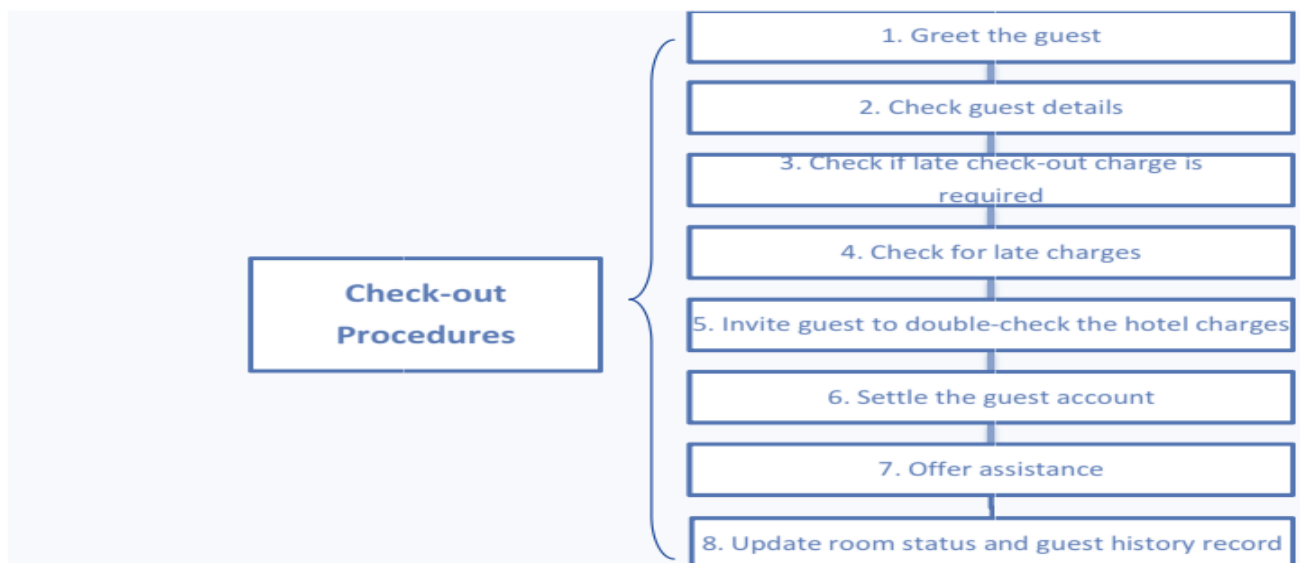 1. Greet the guest
2. Check guest details
3. Check if late check-out charge is
required
4. Check for late charges
Check-out
Procedures
5. Invite guest to double-check the hotel charges
6. Settle the guest account
7. Offer assistance
8. Update room status and guest history record